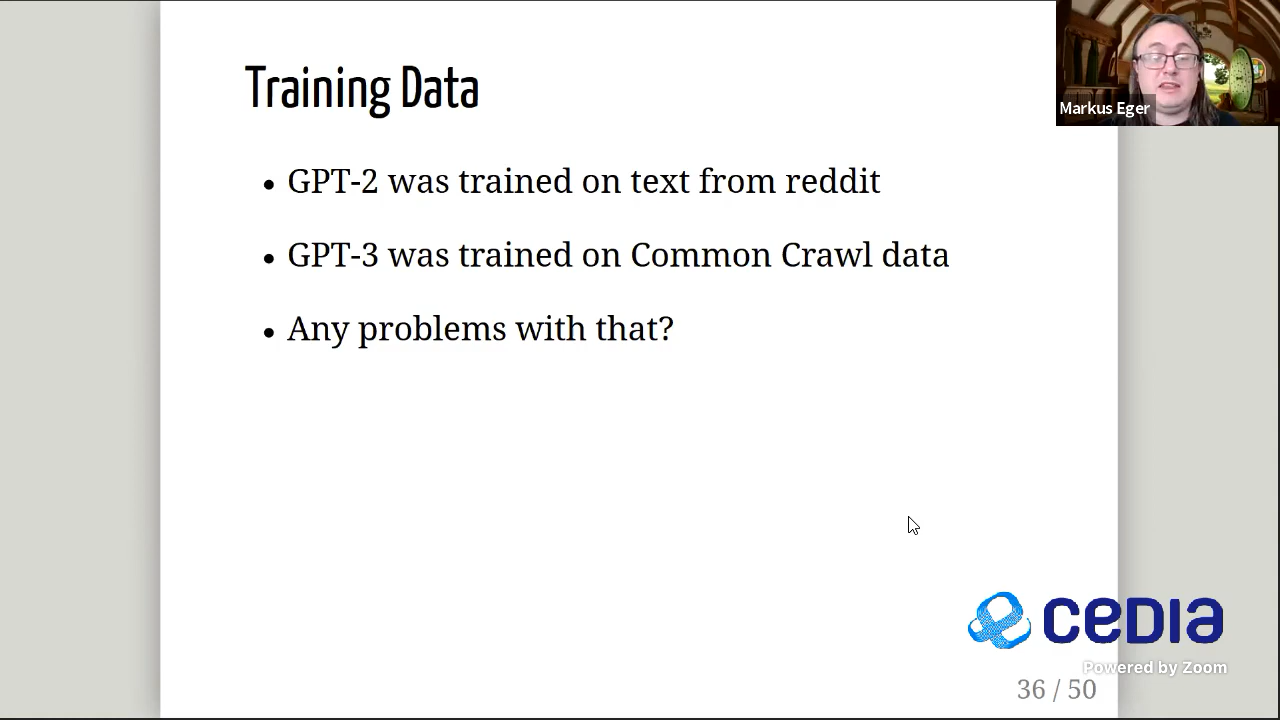 Training Data
• GPT-2 was trained on text from reddit
• GPT-3 was trained on Common Crawl data
• Any problems with that?
Markus Eger
CEDIA
Powered by Zoom
36 / 50